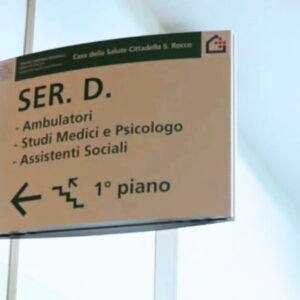 Casa della Salute Cittadella S. Rocco
SER. D.
- Ambulatori
- Studi Medici e Psicologo
- Assistenti Sociali
1° piano